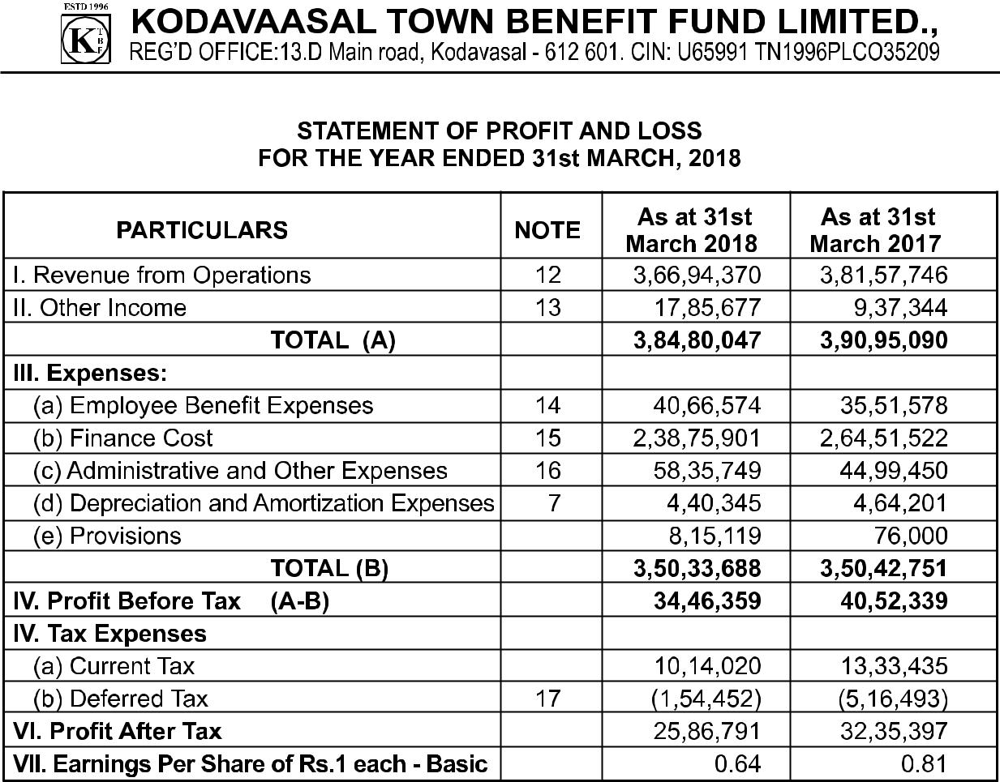 ESTD 1996
K T B F
KODAVAASAL TOWN BENEFIT FUND LIMITED.,
REG'D OFFICE:13.D Main road, Kodavasal - 612 601. CIN: U65991 TN1996PLCO35209
STATEMENT OF PROFIT AND LOSS
FOR THE YEAR ENDED 31st MARCH, 2018
PARTICULARS NOTE As at 31st March 2018 As at 31st March 2017
I. Revenue from Operations 12 3,66,94,370 3,81,57,746
II. Other Income 13 17,85,677 9,37,344
TOTAL (A) 3,84,80,047 3,90,95,090
III. Expenses:
(a) Employee Benefit Expenses 14 40,66,574 35,51,578
(b) Finance Cost 15 2,38,75,901 2,64,51,522
(c) Administrative and Other Expenses 16 58,35,749 44,99,450
(d) Depreciation and Amortization Expenses 7 4,40,345 4,64,201
(e) Provisions 8,15,119 76,000
TOTAL (B) 3,50,33,688 3,50,42,751
IV. Profit Before Tax (A-B) 34,46,359 40,52,339
IV. Tax Expenses
(a) Current Tax 10,14,020 13,33,435
(b) Deferred Tax 17 (1,54,452) (5,16,493)
VI. Profit After Tax 25,86,791 32,35,397
VII. Earnings Per Share of Rs.1 each - Basic 0.64 0.81